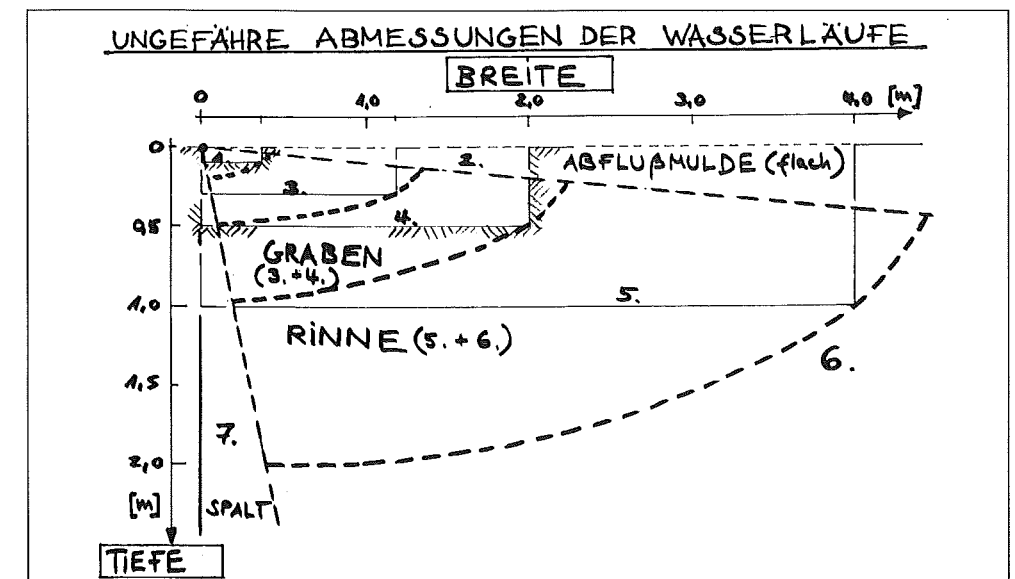 UNGEFÄHRE ABMESSUNGEN DER WASSERLÄUFE
BREITE
0 1,0 2,0 3,0 4,0 [m]
0
1. 2. ABFLUßMULDE (flach)
3.
0,5 4.
GRABEN
(3.+4.)
1,0 5.
RINNE (5. + 6.)
6.
1,5
7.
2,0
[m] SPALT
TIEFE